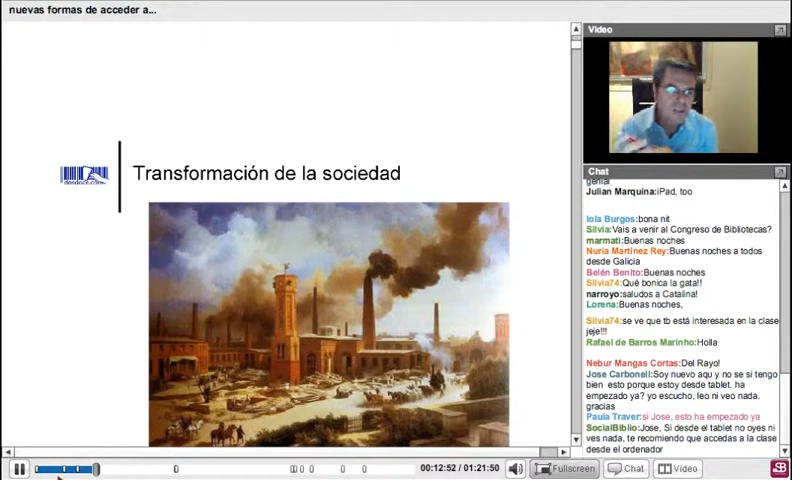 nuevas formas de acceder a...
Video
Transformación de la sociedad
dosdoce.com
Chat
genial
Julian Marquina:iPad, too
lola Burgos:bona nit
Silvia:Vais a venir al Congreso de Bibliotecas?
marmati:Buenas noches
Nuria Martinez Rey:Buenas noches a todos
desde Galicia
Belén Benito:Buenas noches
Silvia74:Qué bonica la gata!!
narroyo:saludos a Catalina!
Lorena:Buenas noches,
Silvia74:se ve que tb está interesada en la clase
jeje!!!
Rafael de Barros Marinho:Holla
Nebur Mangas Cortas:Del Rayo!
Jose Carbonell:Soy nuevo aqu y no se si tengo
bien  esto porque estoy desde tablet. ha
empezado ya? yo escucho, leo ni veo nada.
gracias
Paula Traver:si Jose, esto ha empezado ya
SocialBiblio:Jose, Si desde el tablet no oyes ni
ves nada, te recomiendo que accedas a la clase
desde el ordenador
00:12:52 / 01:21:50
Fullscreen
Chat
Video
SB